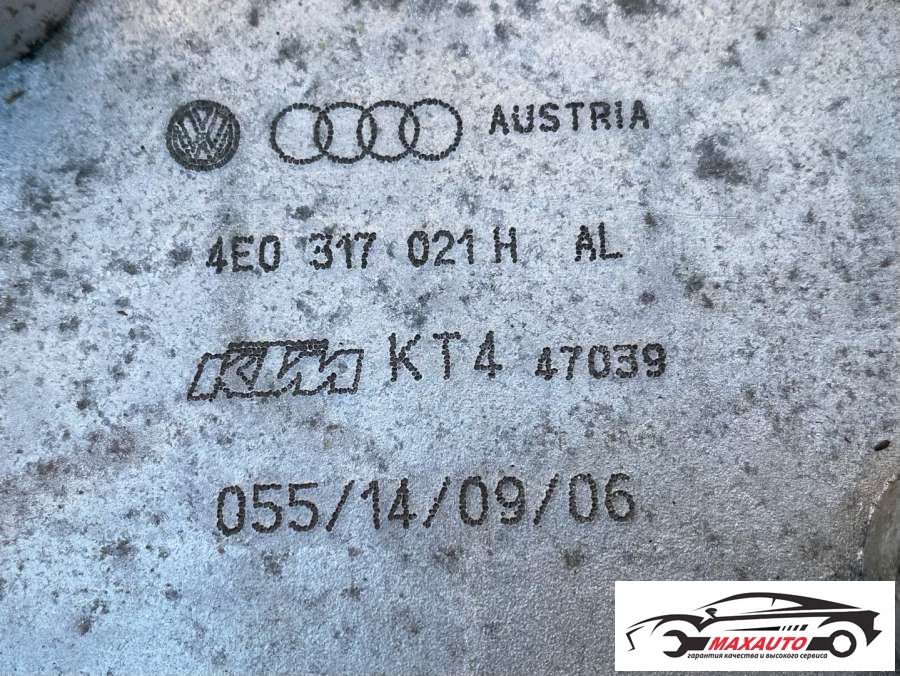 AUSTRIA
4E0 317 021 H AL
KTM KT4 47039
055/14/09/06
MAXAUTO
гарантия качества и высокого сервиса